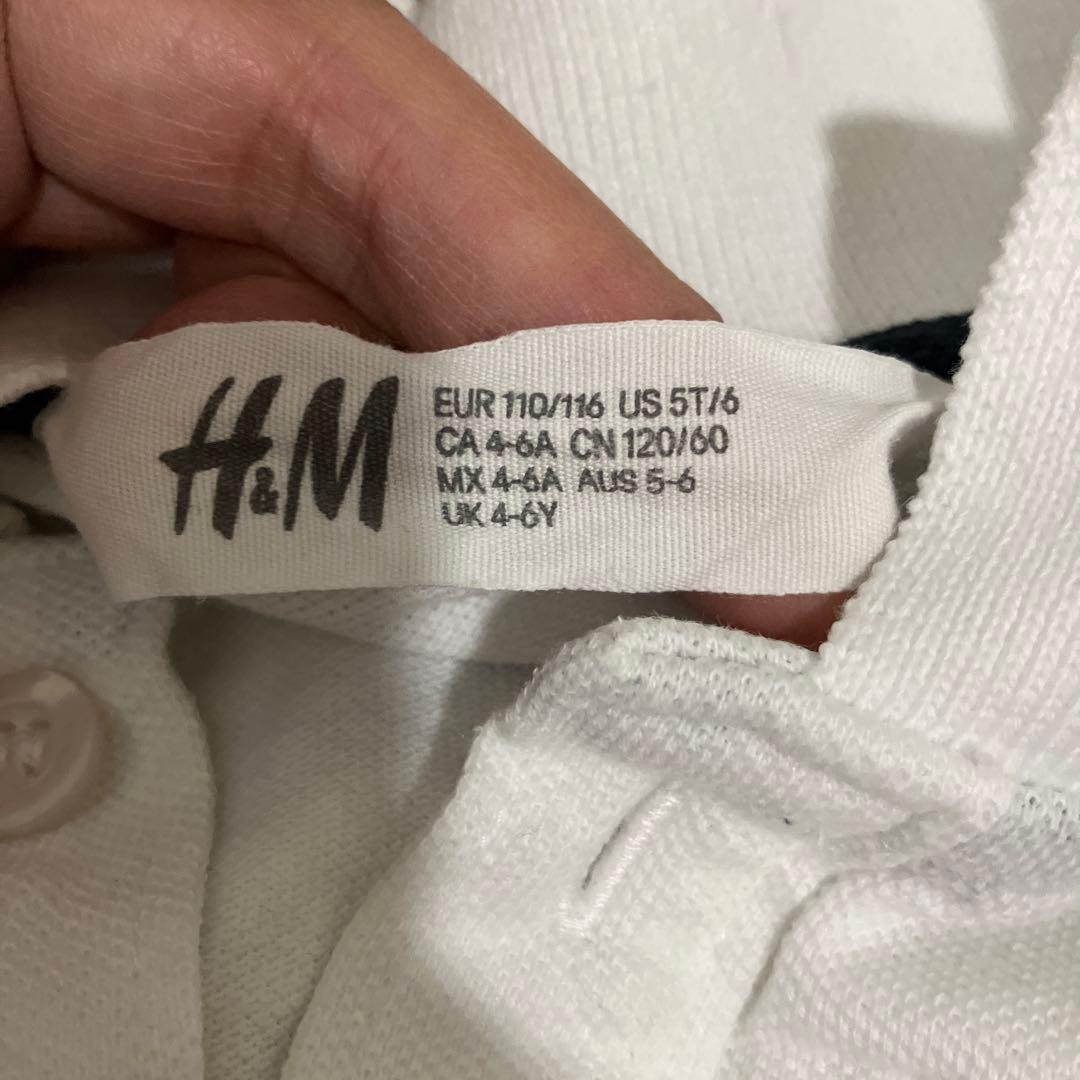 H&M
EUR 110/116 US 5T/6
CA 4-6A CN 120/60
MX 4-6A AUS 5-6
UK 4-6Y